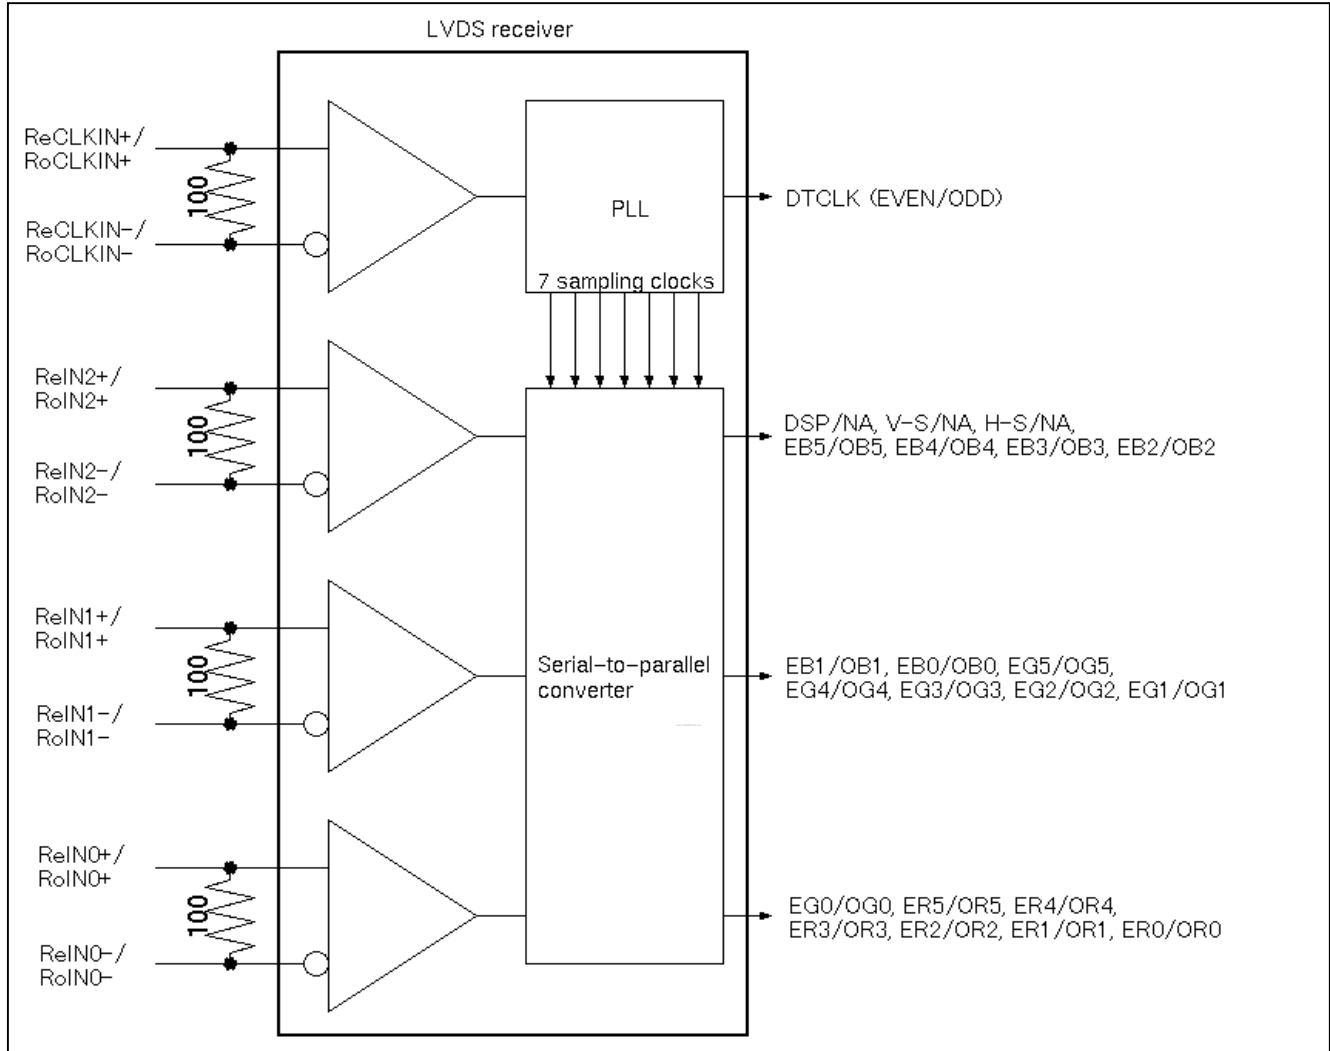 LVDS receiver
ReCLKIN+/
RoCLKIN+
100
ReCLKIN-/
RoCLKIN-
PLL
7 sampling clocks
DTCLK (EVEN/ODD)
ReIN2+/
RoIN2+
100
ReIN2-/
RoIN2-
DSP/NA, V-S/NA, H-S/NA,
EB5/OB5, EB4/OB4, EB3/OB3, EB2/OB2
ReIN1+/
RoIN1+
100
ReIN1-/
RoIN1-
Serial-to-parallel
converter
EB1/OB1, EB0/OB0, EG5/OG5,
EG4/OG4, EG3/OG3, EG2/OG2, EG1/OG1
ReIN0+/
RoIN0+
100
ReIN0-/
RoIN0-
EG0/OG0, ER5/OR5, ER4/OR4,
ER3/OR3, ER2/OR2, ER1/OR1, ER0/OR0